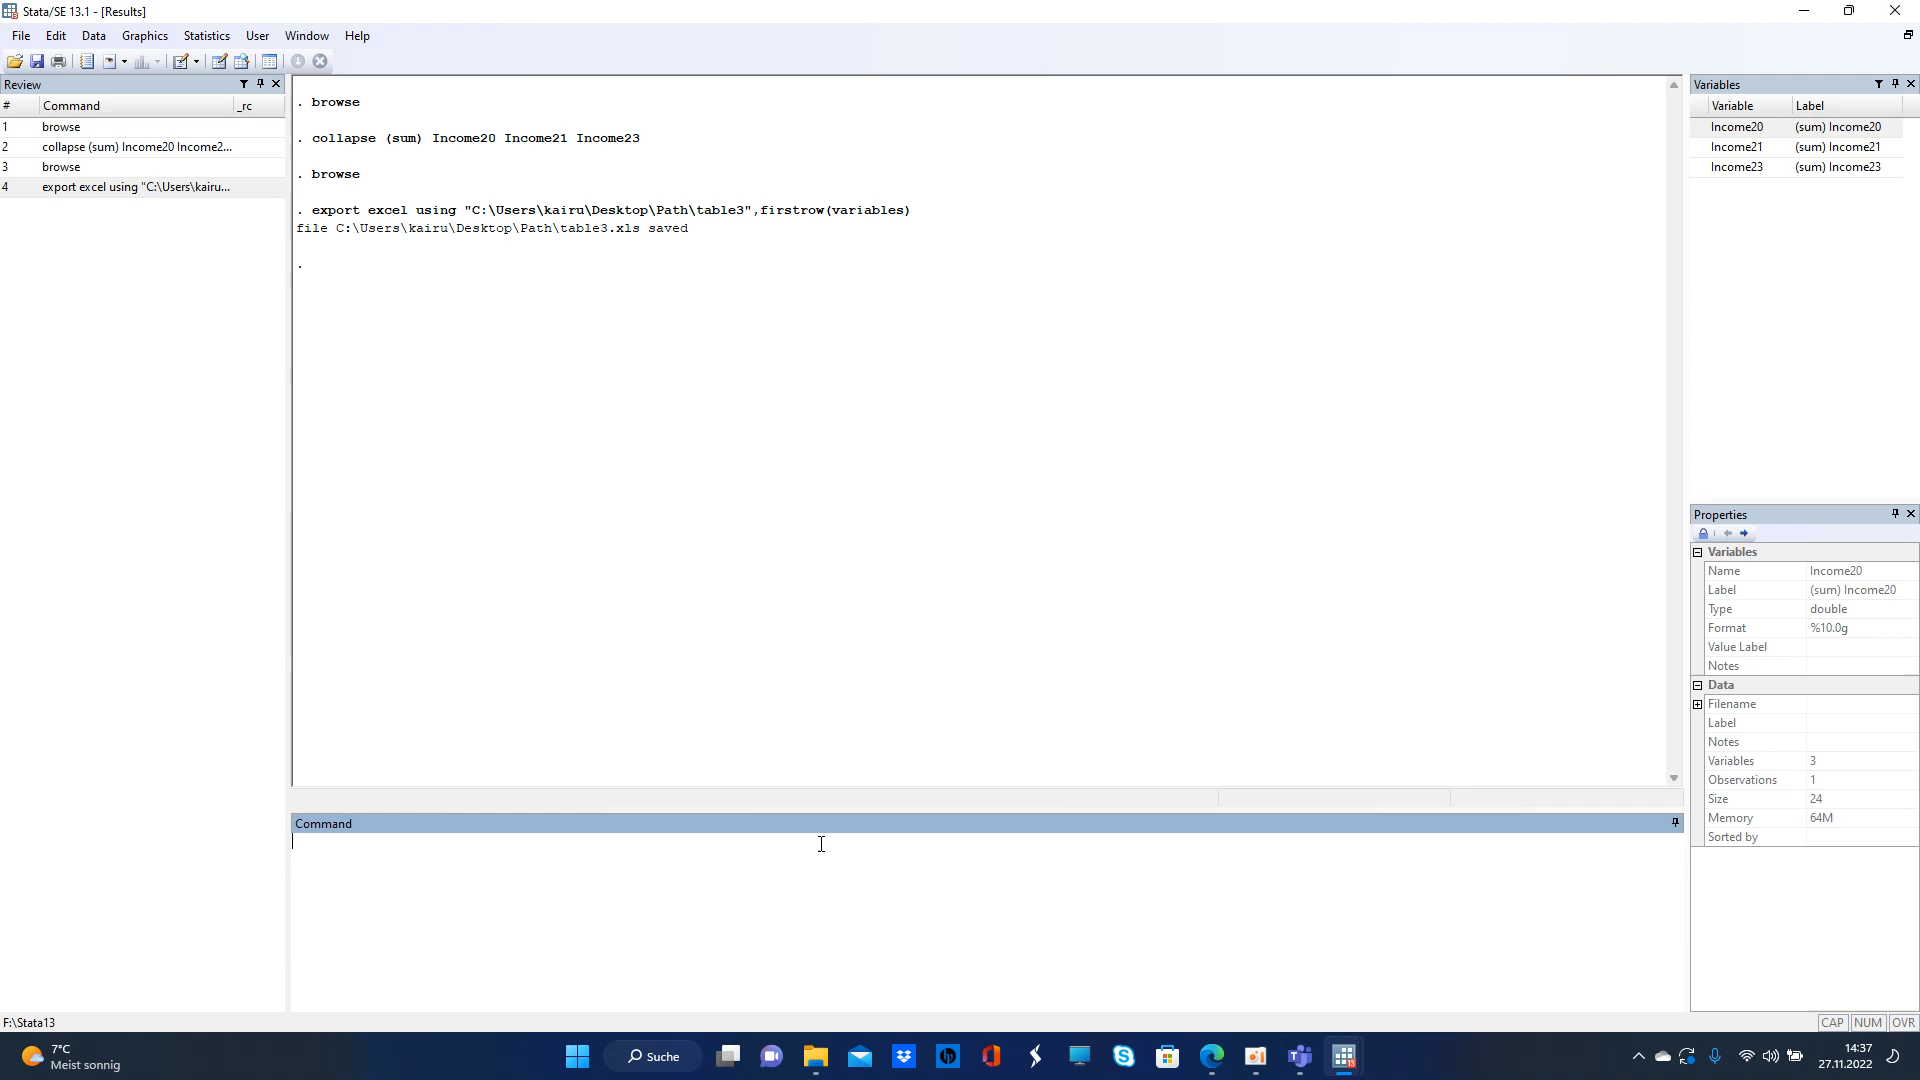 Stata/SE 13.1 - [Results]
File Edit Data Graphics Statistics User Window Help
Review
# Command _rc
1 browse
2 collapse (sum) Income20 Income2...
3 browse
4 export excel using "C:\Users\kairu...
. browse
. collapse (sum) Income20 Income21 Income23
. browse
. export excel using "C:\Users\kairu\Desktop\Path\table3",firstrow(variables)
file C:\Users\kairu\Desktop\Path\table3.xls saved
.
Command
Variables
Variable Label
Income20 (sum) Income20
Income21 (sum) Income21
Income23 (sum) Income23
Properties
Variables
Name Income20
Label (sum) Income20
Type double
Format %10.0g
Value Label
Notes
Data
Filename
Label
Notes
Variables 3
Observations 1
Size 24
Memory 64M
Sorted by
F:\Stata13
CAP NUM OVR
7°C
Meist sonnig
Suche
14:37
27.11.2022